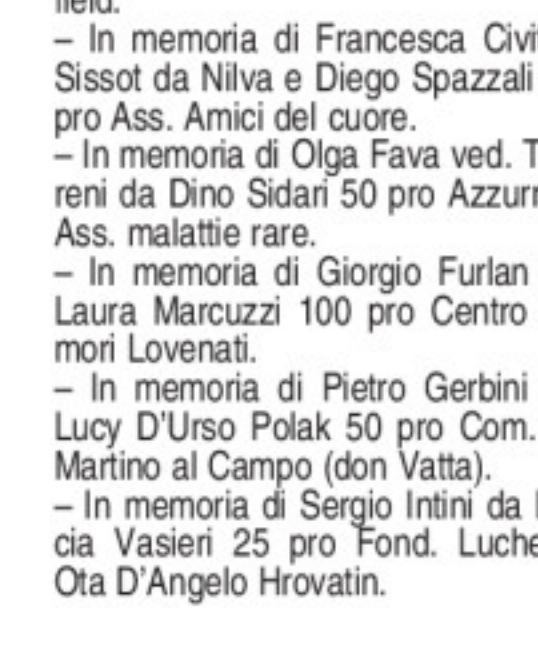 field.
– In memoria di Francesca Civi
Sissot da Nilva e Diego Spazzali
pro Ass. Amici del cuore.
– In memoria di Olga Fava ved. T
reni da Dino Sidari 50 pro Azzurr
Ass. malattie rare.
– In memoria di Giorgio Furlan
Laura Marcuzzi 100 pro Centro
mori Lovenati.
– In memoria di Pietro Gerbini
Lucy D'Urso Polak 50 pro Com.
Martino al Campo (don Vatta).
– In memoria di Sergio Intini da
cia Vasieri 25 pro Fond. Luche
Ota D’Angelo Hrovatin.